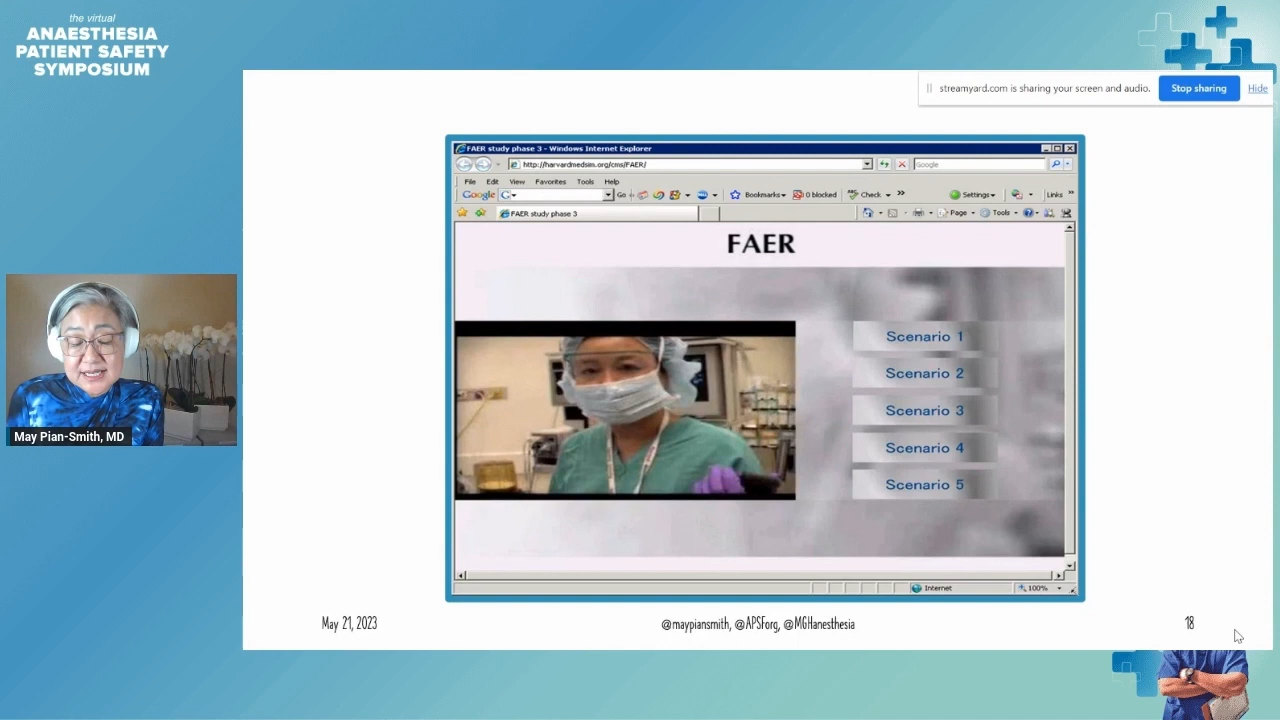 the virtual
ANAESTHESIA
PATIENT SAFETY
SYMPOSIUM
streamyard.com is sharing your screen and audio. Stop sharing Hide
FAER study phase 3 - Windows Internet Explorer
http://harvardmedsim.org/cms/FAER/ Google
File Edit View Favorites Tools Help
Google G Go Bookmarks 0 blocked Check Settings Links
FAER study phase 3 Page Tools
FAER
Scenario 1
Scenario 2
Scenario 3
Scenario 4
Scenario 5
May Pian-Smith, MD
Internet 100%
May 21, 2023 @maypiansmith, @APSForg, @MGHanesthesia 18